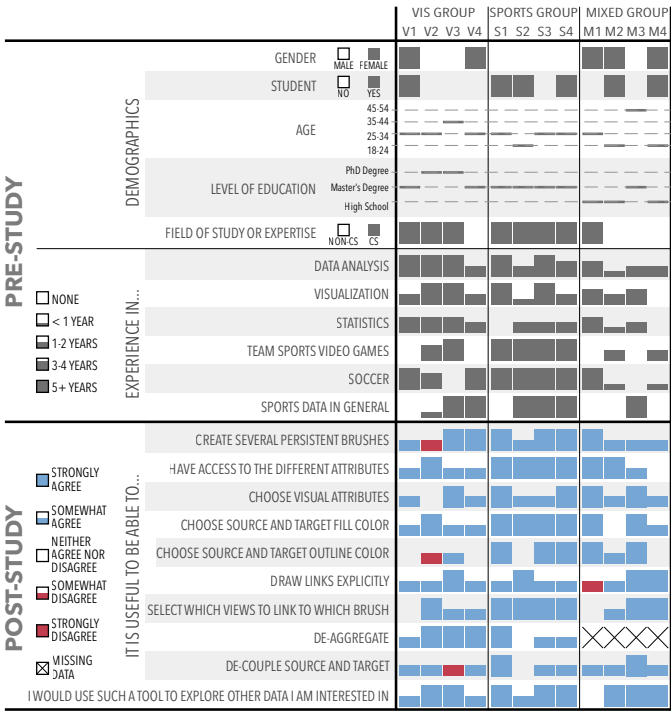 VIS GROUP SPORTS GROUP MIXED GROUP
V1 V2 V3 V4 S1 S2 S3 S4 M1 M2 M3 M4
PRE-STUDY
DEMOGRAPHICS
GENDER
MALE FEMALE
STUDENT
NO YES
AGE
45-54
35-44
25-34
18-24
LEVEL OF EDUCATION
PhD Degree
Master's Degree
High School
FIELD OF STUDY OR EXPERTISE
NON-CS CS
EXPERIENCE IN...
NONE
< 1 YEAR
1-2 YEARS
3-4 YEARS
5+ YEARS
DATA ANALYSIS
VISUALIZATION
STATISTICS
TEAM SPORTS VIDEO GAMES
SOCCER
SPORTS DATA IN GENERAL
POST-STUDY
STRONGLY
AGREE
SOMEWHAT
AGREE
NEITHER
AGREE NOR
DISAGREE
SOMEWHAT
DISAGREE
STRONGLY
DISAGREE
MISSING
DATA
IT IS USEFUL TO BE ABLE TO...
CREATE SEVERAL PERSISTENT BRUSHES
HAVE ACCESS TO THE DIFFERENT ATTRIBUTES
CHOOSE VISUAL ATTRIBUTES
CHOOSE SOURCE AND TARGET FILL COLOR
CHOOSE SOURCE AND TARGET OUTLINE COLOR
DRAW LINKS EXPLICITLY
SELECT WHICH VIEWS TO LINK TO WHICH BRUSH
DE-AGGREGATE
DE-COUPLE SOURCE AND TARGET
I WOULD USE SUCH A TOOL TO EXPLORE OTHER DATA I AM INTERESTED IN